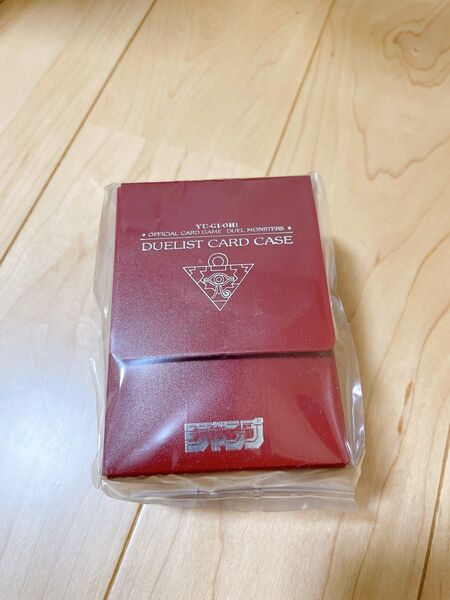 YU-GI-OH!
★ OFFICIAL CARD GAME DUEL MONSTERS ★
DUELIST CARD CASE
ジャンプ